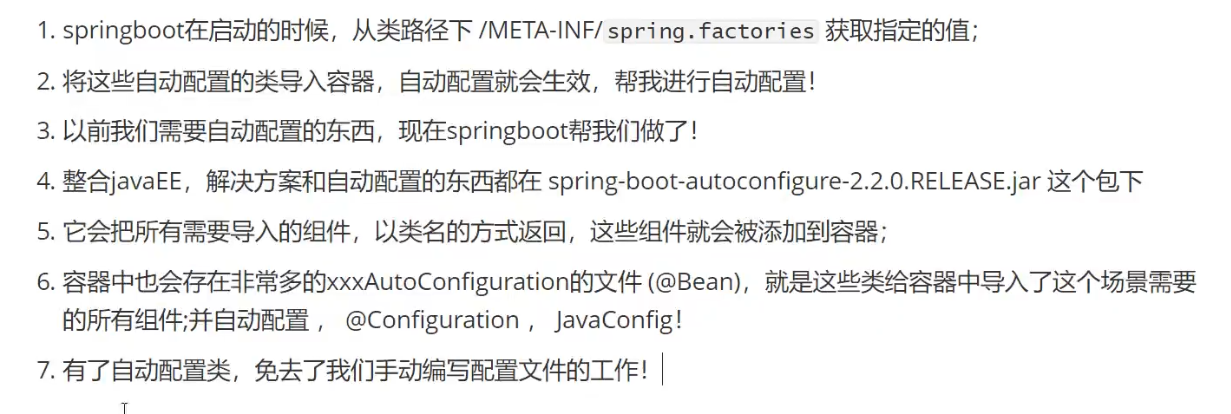 1. springboot在启动的时候，从类路径下 /META-INF/spring.factories 获取指定的值；
2. 将这些自动配置的类导入容器，自动配置就会生效，帮我进行自动配置！
3. 以前我们需要自动配置的东西，现在springboot帮我们做了！
4. 整合javaEE，解决方案和自动配置的东西都在 spring-boot-autoconfigure-2.2.0.RELEASE.jar 这个包下
5. 它会把所有需要导入的组件，以类名的方式返回，这些组件就会被添加到容器；
6. 容器中也会存在非常多的xxxAutoConfiguration的文件 (@Bean)，就是这些类给容器中导入了这个场景需要
的所有组件;并自动配置 ， @Configuration ， JavaConfig！
7. 有了自动配置类，免去了我们手动编写配置文件的工作！